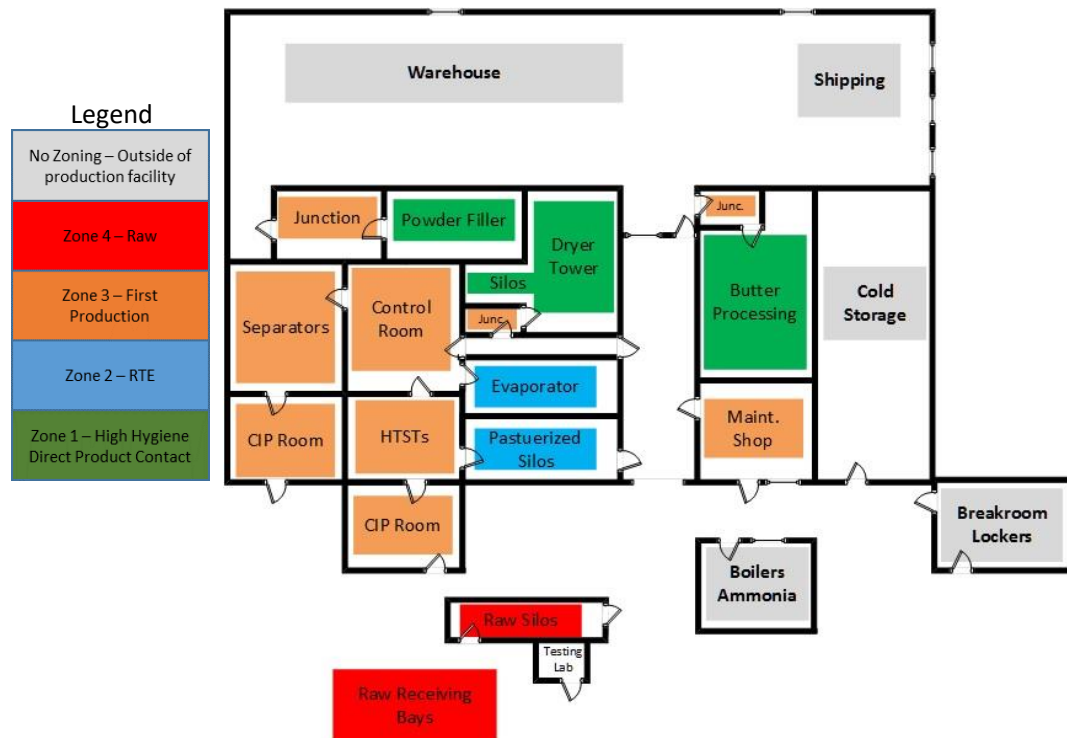 Warehouse
Shipping
Legend
No Zoning – Outside of
production facility
Zone 4 – Raw
Zone 3 – First
Production
Zone 2 – RTE
Zone 1 – High Hygiene
Direct Product Contact
Junction
Powder Filler
Dryer
Tower
Silos
Junc.
Junc.
Separators
Control
Room
Butter
Processing
Cold
Storage
Evaporator
CIP Room
HTSTs
Pastuerized
Silos
Maint.
Shop
CIP Room
Breakroom
Lockers
Boilers
Ammonia
Raw Silos
Testing
Lab
Raw Receiving
Bays